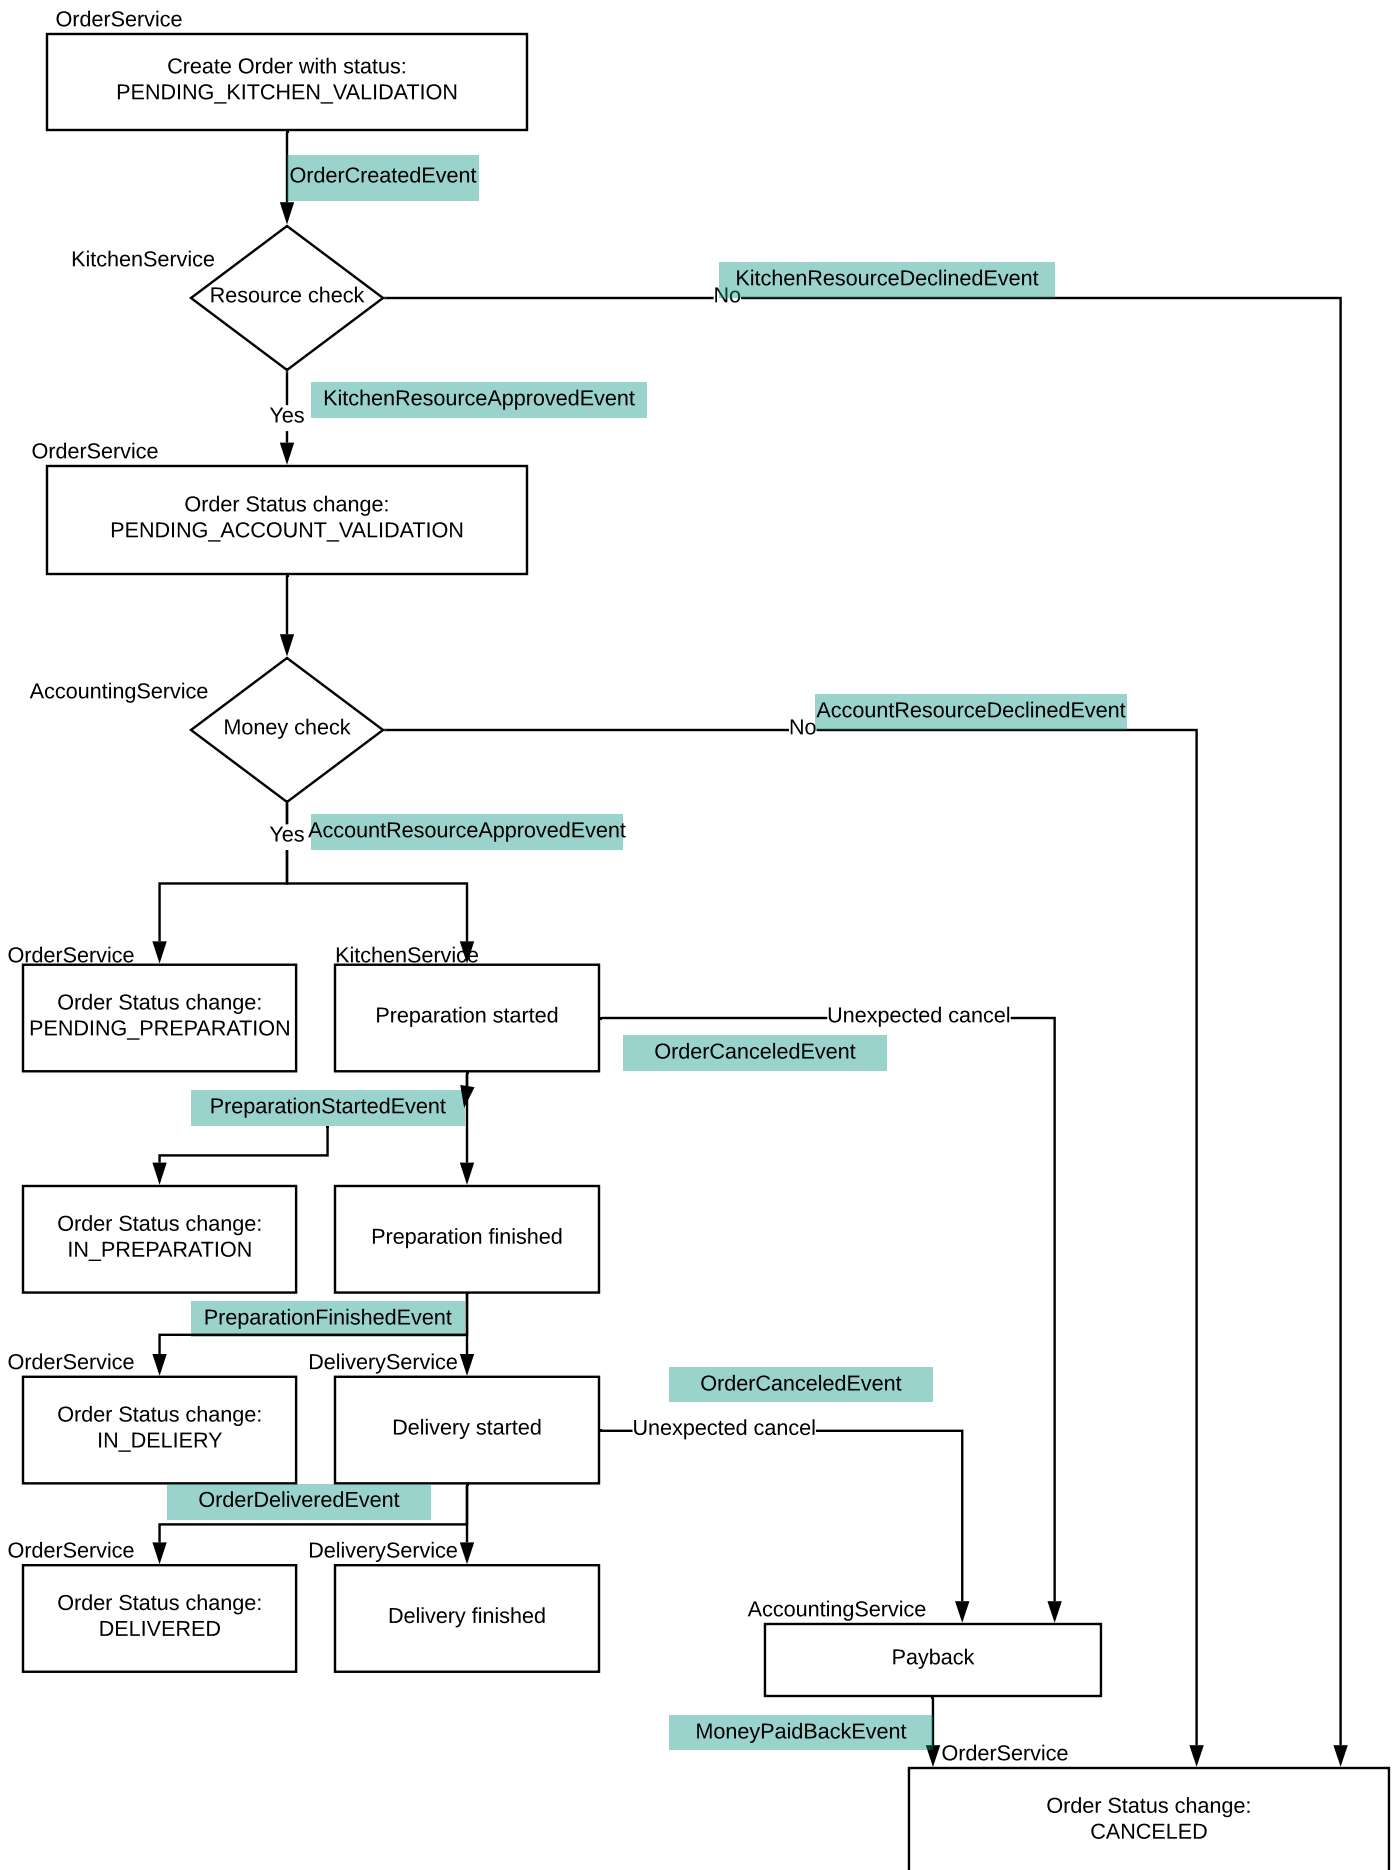 OrderService
Create Order with status:
PENDING_KITCHEN_VALIDATION
OrderCreatedEvent
KitchenService
Resource check
KitchenResourceDeclinedEvent
No
KitchenResourceApprovedEvent
Yes
OrderService
Order Status change:
PENDING_ACCOUNT_VALIDATION
AccountingService
Money check
AccountResourceDeclinedEvent
No
Yes
AccountResourceApprovedEvent
OrderService
KitchenService
Order Status change:
PENDING_PREPARATION
Preparation started
Unexpected cancel
OrderCanceledEvent
PreparationStartedEvent
Order Status change:
IN_PREPARATION
Preparation finished
PreparationFinishedEvent
OrderService
DeliveryService
OrderCanceledEvent
Order Status change:
IN_DELIERY
Delivery started
Unexpected cancel
OrderDeliveredEvent
OrderService
DeliveryService
Order Status change:
DELIVERED
Delivery finished
AccountingService
Payback
MoneyPaidBackEvent
OrderService
Order Status change:
CANCELED